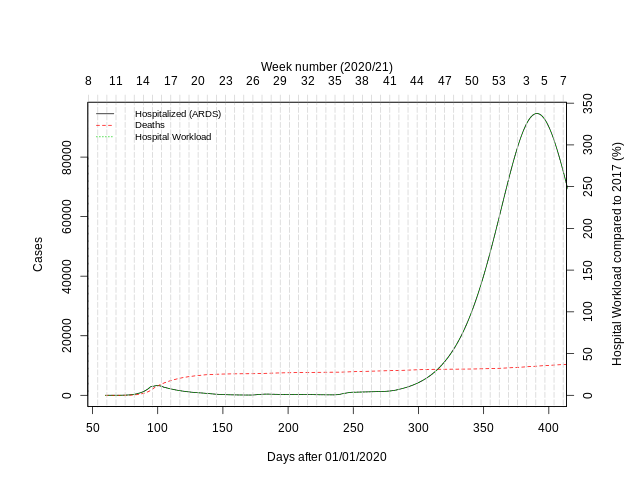 Week number (2020/21)
8 11 14 17 20 23 26 29 32 35 38 41 44 47 50 53 3 5 7
Hospitalized (ARDS)
Deaths
Hospital Workload
Cases
0 20000 40000 60000 80000
Hospital Workload compared to 2017 (%)
0 50 100 150 200 250 300 350
50 100 150 200 250 300 350 400
Days after 01/01/2020